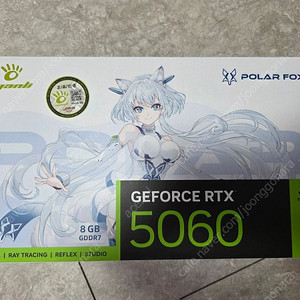 manli
POLAR FOX
8 GB
GDDR7
GEFORCE RTX
5060
RAY TRACING | REFLEX | STUDIO